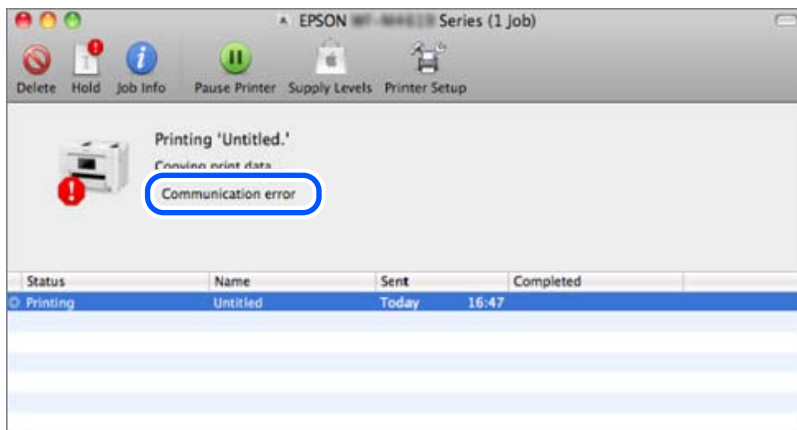 EPSON Series (1 Job)
Delete Hold Job Info Pause Printer Supply Levels Printer Setup
Printing 'Untitled.'
Copying print data
Communication error
Status Name Sent Completed
Printing Untitled Today 16:47